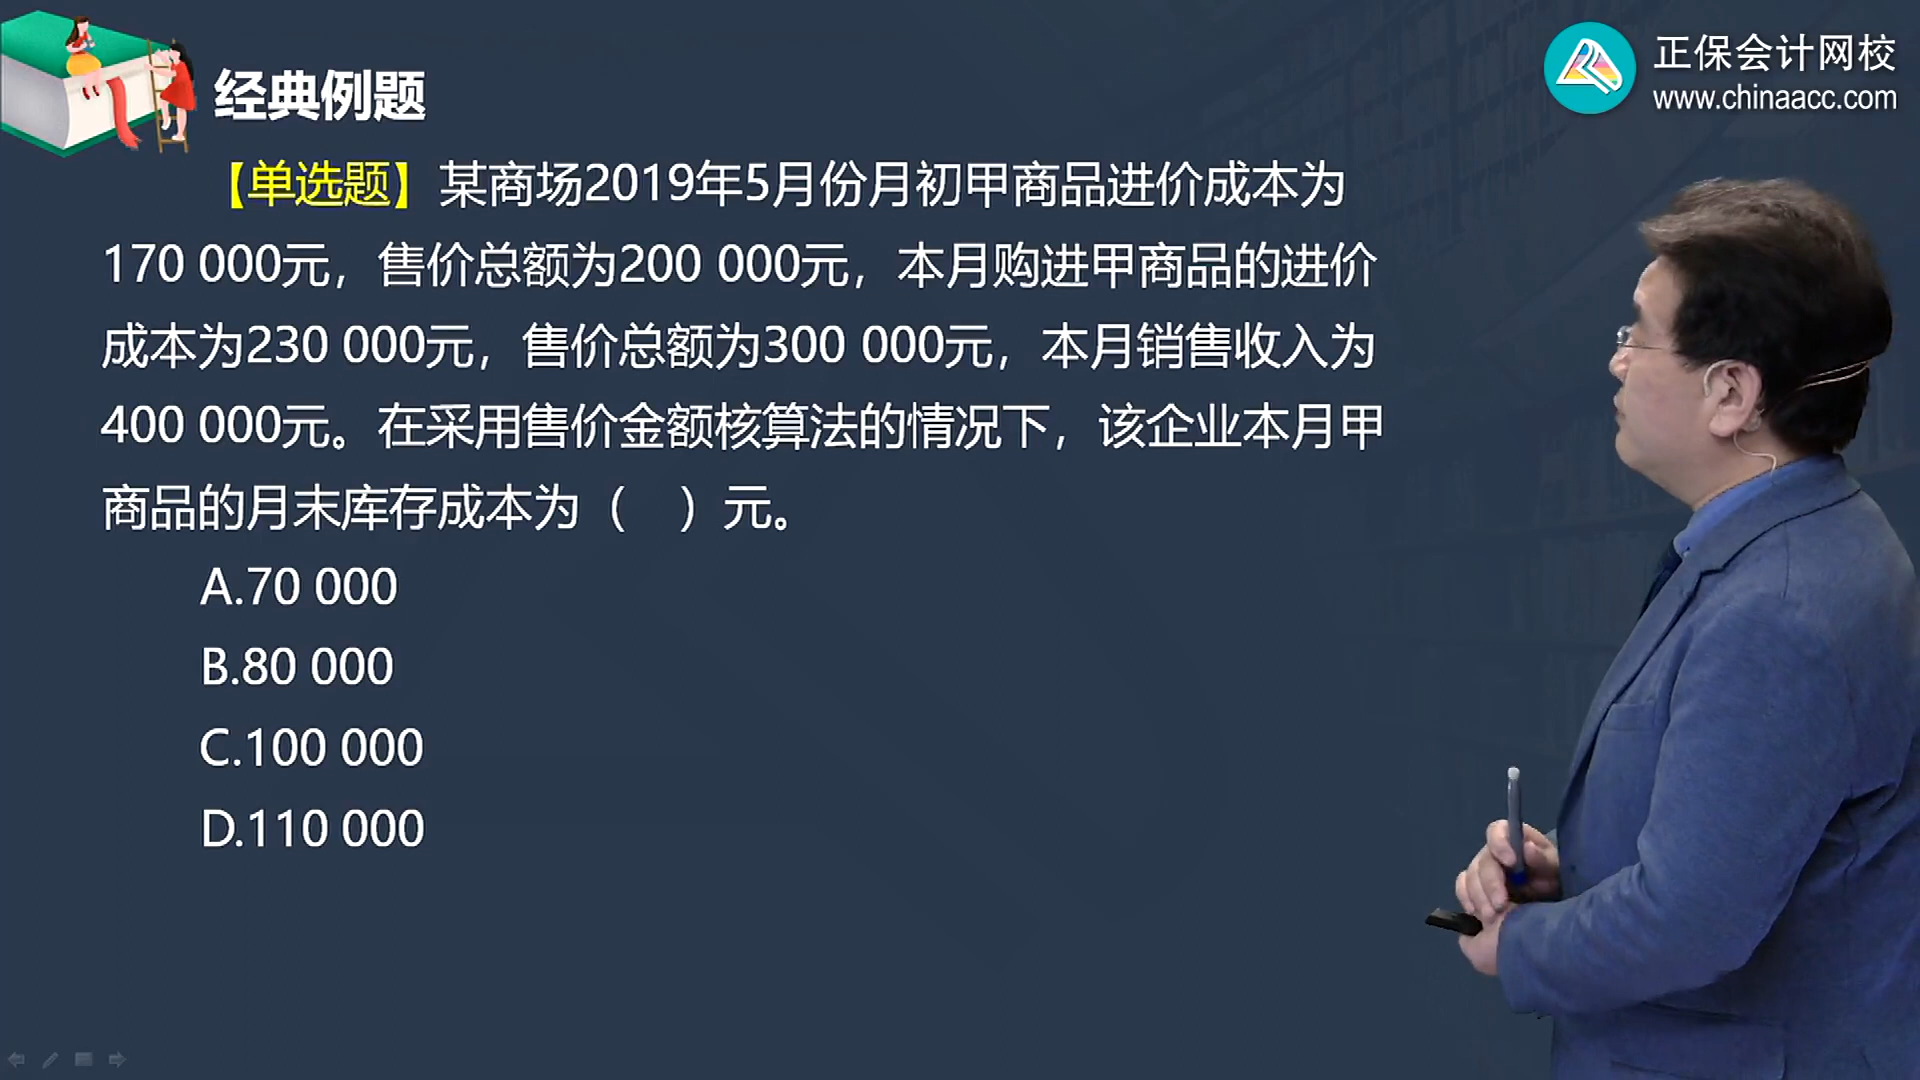 正保会计网校
www.chinaacc.com
经典例题
【单选题】某商场2019年5月份月初甲商品进价成本为
170 000元，售价总额为200 000元，本月购进甲商品的进价
成本为230 000元，售价总额为300 000元，本月销售收入为
400 000元。在采用售价金额核算法的情况下，该企业本月甲
商品的月末库存成本为（　）元。
A.70 000
B.80 000
C.100 000
D.110 000